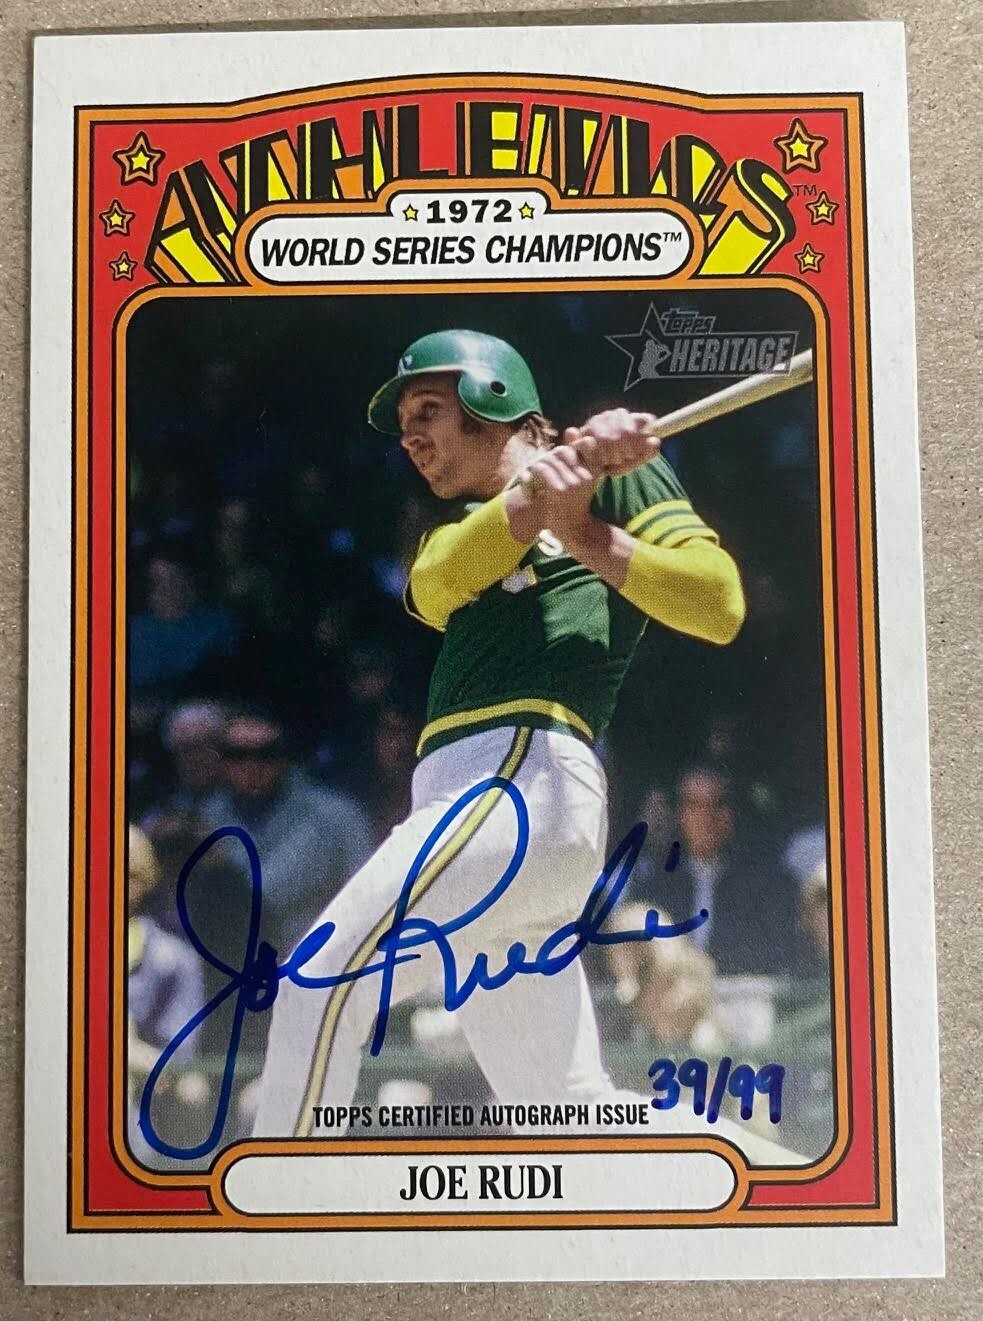 ATHLETICS™
1972
WORLD SERIES CHAMPIONS™
topps
HERITAGE
Joe Rudi
39/99
TOPPS CERTIFIED AUTOGRAPH ISSUE
JOE RUDI